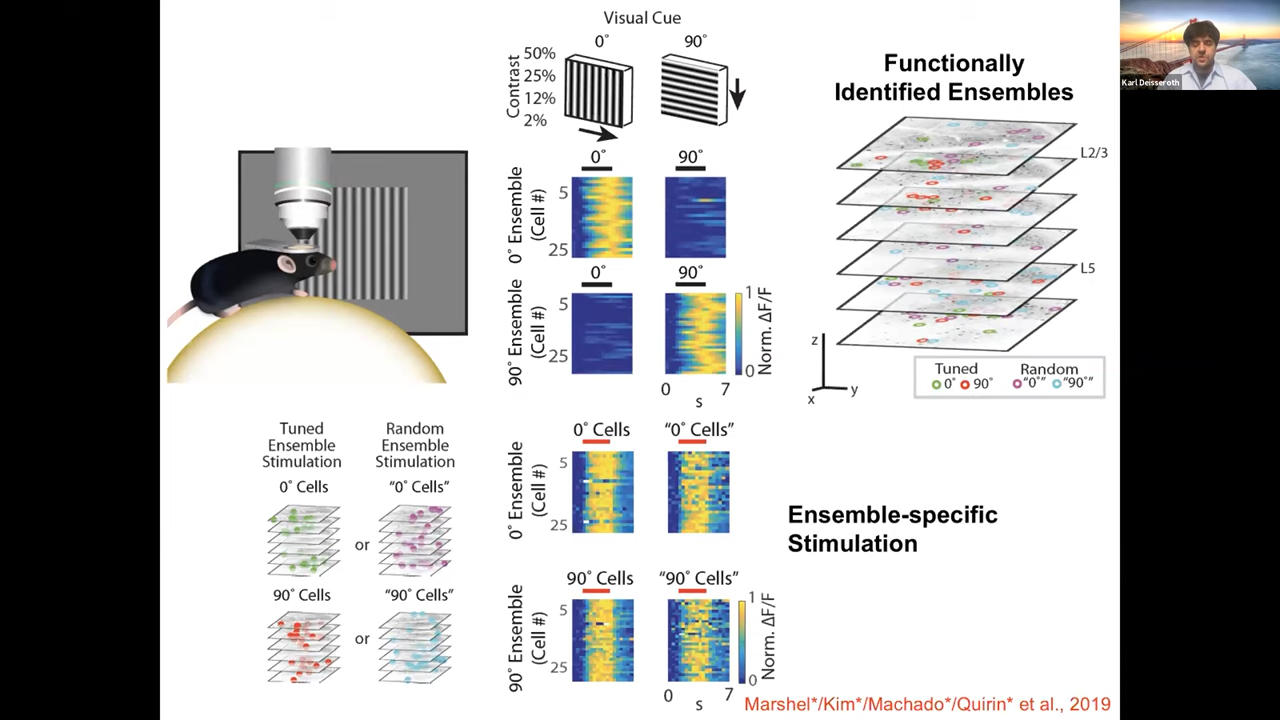 Visual Cue
0° 90°
Contrast
50%
25%
12%
2%
Functionally
Identified Ensembles
Karl Deisseroth
L2/3
L5
z
x
y
Tuned Random
0° 90° "0°" "90°"
0° 90°
0° Ensemble
(Cell #)
5
25
0° 90°
90° Ensemble
(Cell #)
5
25
1
0
Norm. ΔF/F
0 7
s
Tuned
Ensemble
Stimulation
Random
Ensemble
Stimulation
0° Cells "0° Cells"
or
90° Cells "90° Cells"
or
0° Cells "0° Cells"
0° Ensemble
(Cell #)
5
25
90° Cells "90° Cells"
90° Ensemble
(Cell #)
5
25
1
0
Norm. ΔF/F
0 7
s
Ensemble-specific
Stimulation
Marshel*/Kim*/Machado*/Quirin* et al., 2019